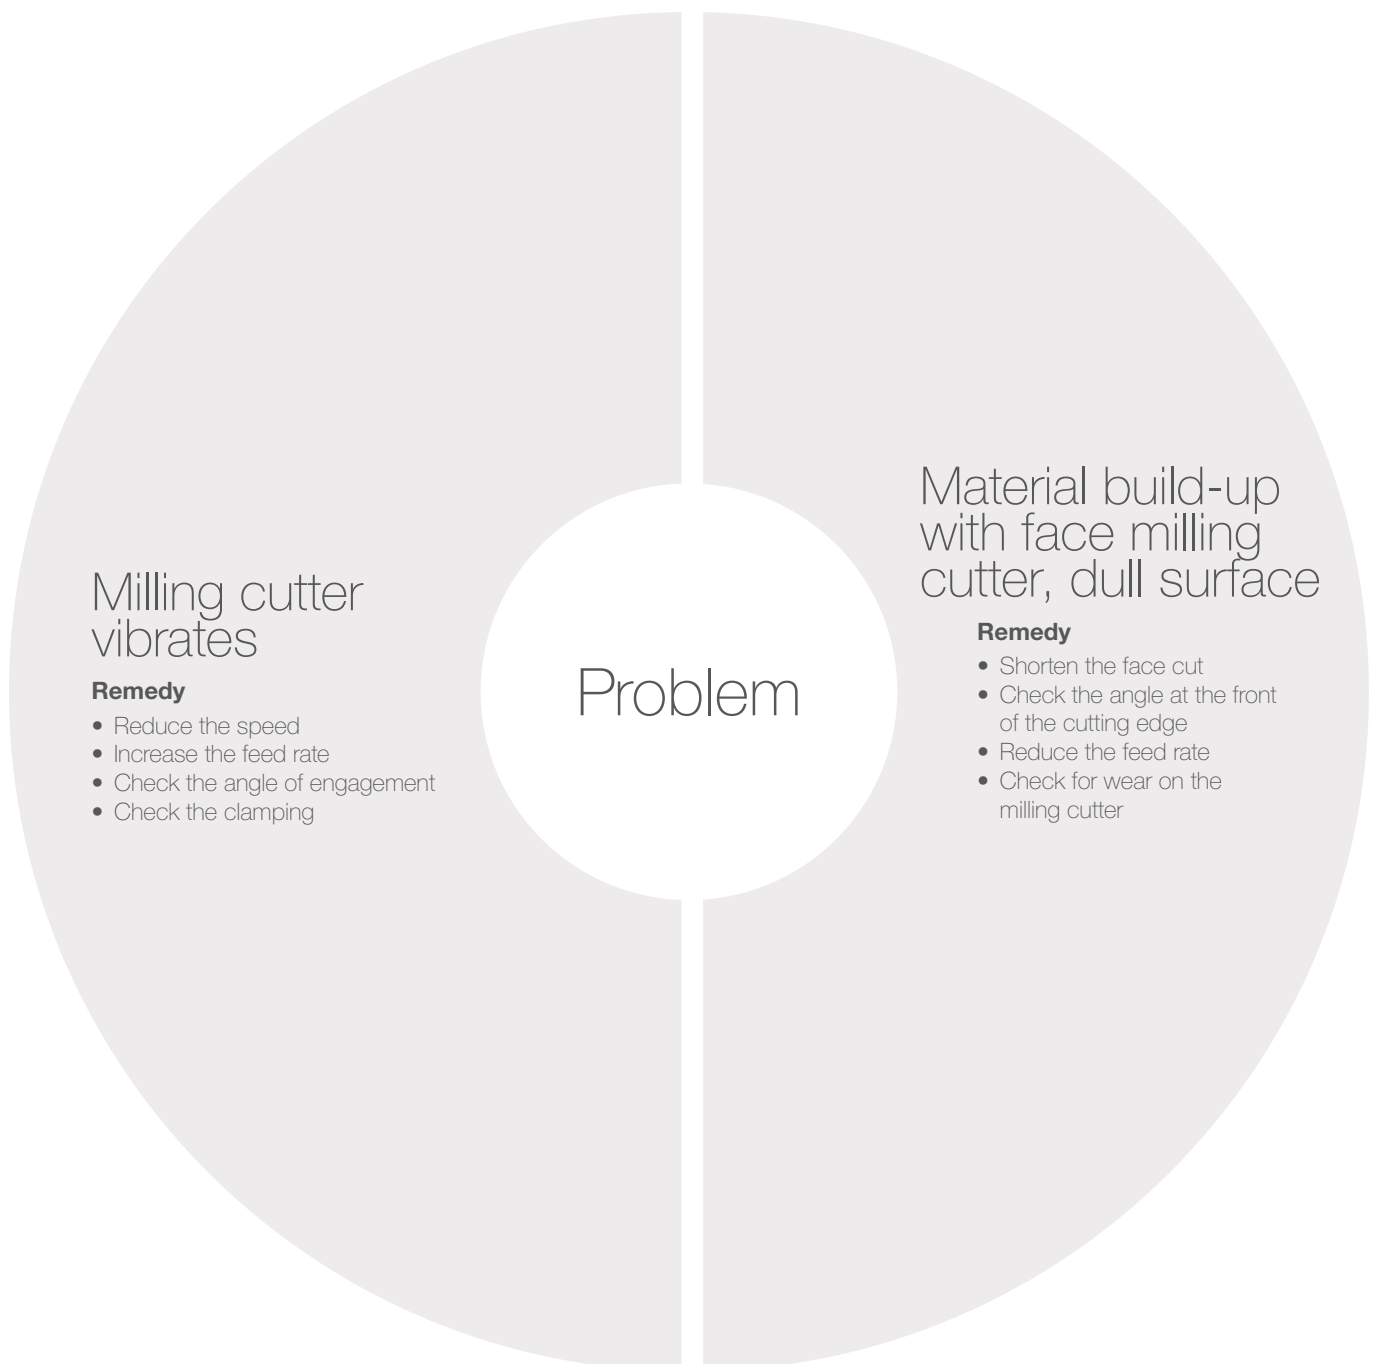 Milling cutter
vibrates
Remedy
• Reduce the speed
• Increase the feed rate
• Check the angle of engagement
• Check the clamping
Problem
Material build-up
with face milling
cutter, dull surface
Remedy
• Shorten the face cut
• Check the angle at the front
of the cutting edge
• Reduce the feed rate
• Check for wear on the
milling cutter